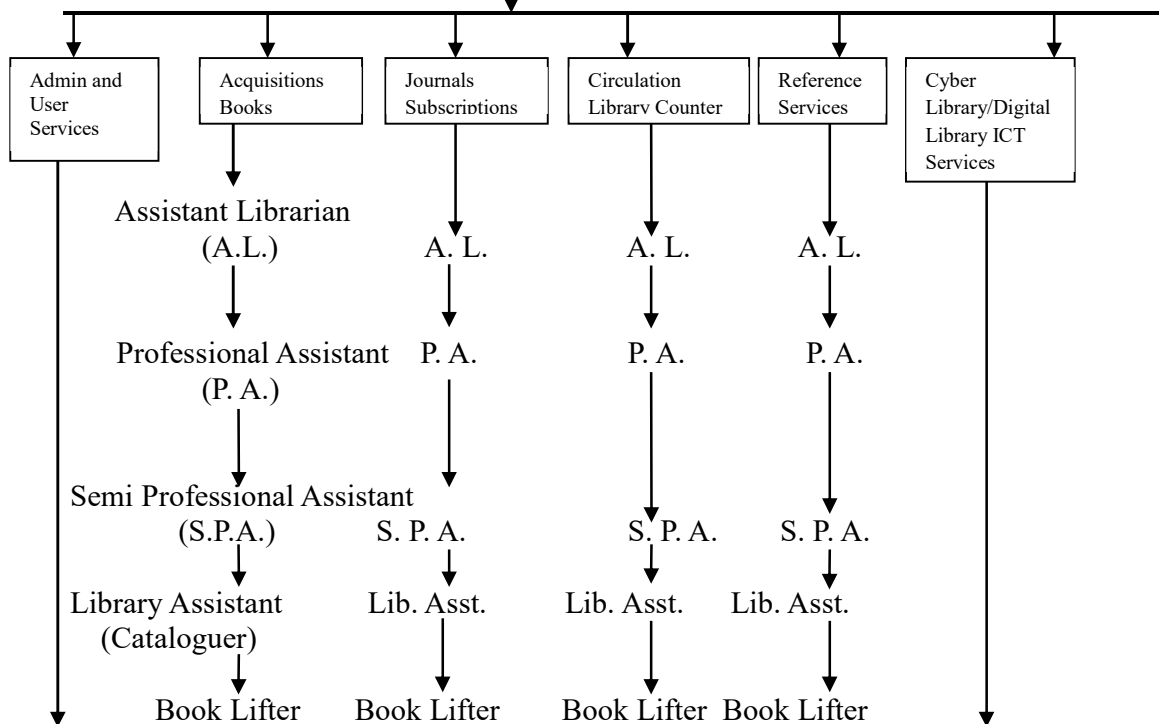 Admin and
User
Services
Acquisitions
Books
Journals
Subscriptions
Circulation
Library Counter
Reference
Services
Cyber
Library/Digital
Library ICT
Services
Assistant Librarian
(A.L.)
A. L.
A. L.
A. L.
Professional Assistant
(P. A.)
P. A.
P. A.
P. A.
Semi Professional Assistant
(S.P.A.)
S. P. A.
S. P. A.
S. P. A.
Library Assistant
(Cataloguer)
Lib. Asst.
Lib. Asst.
Lib. Asst.
Book Lifter
Book Lifter
Book Lifter
Book Lifter